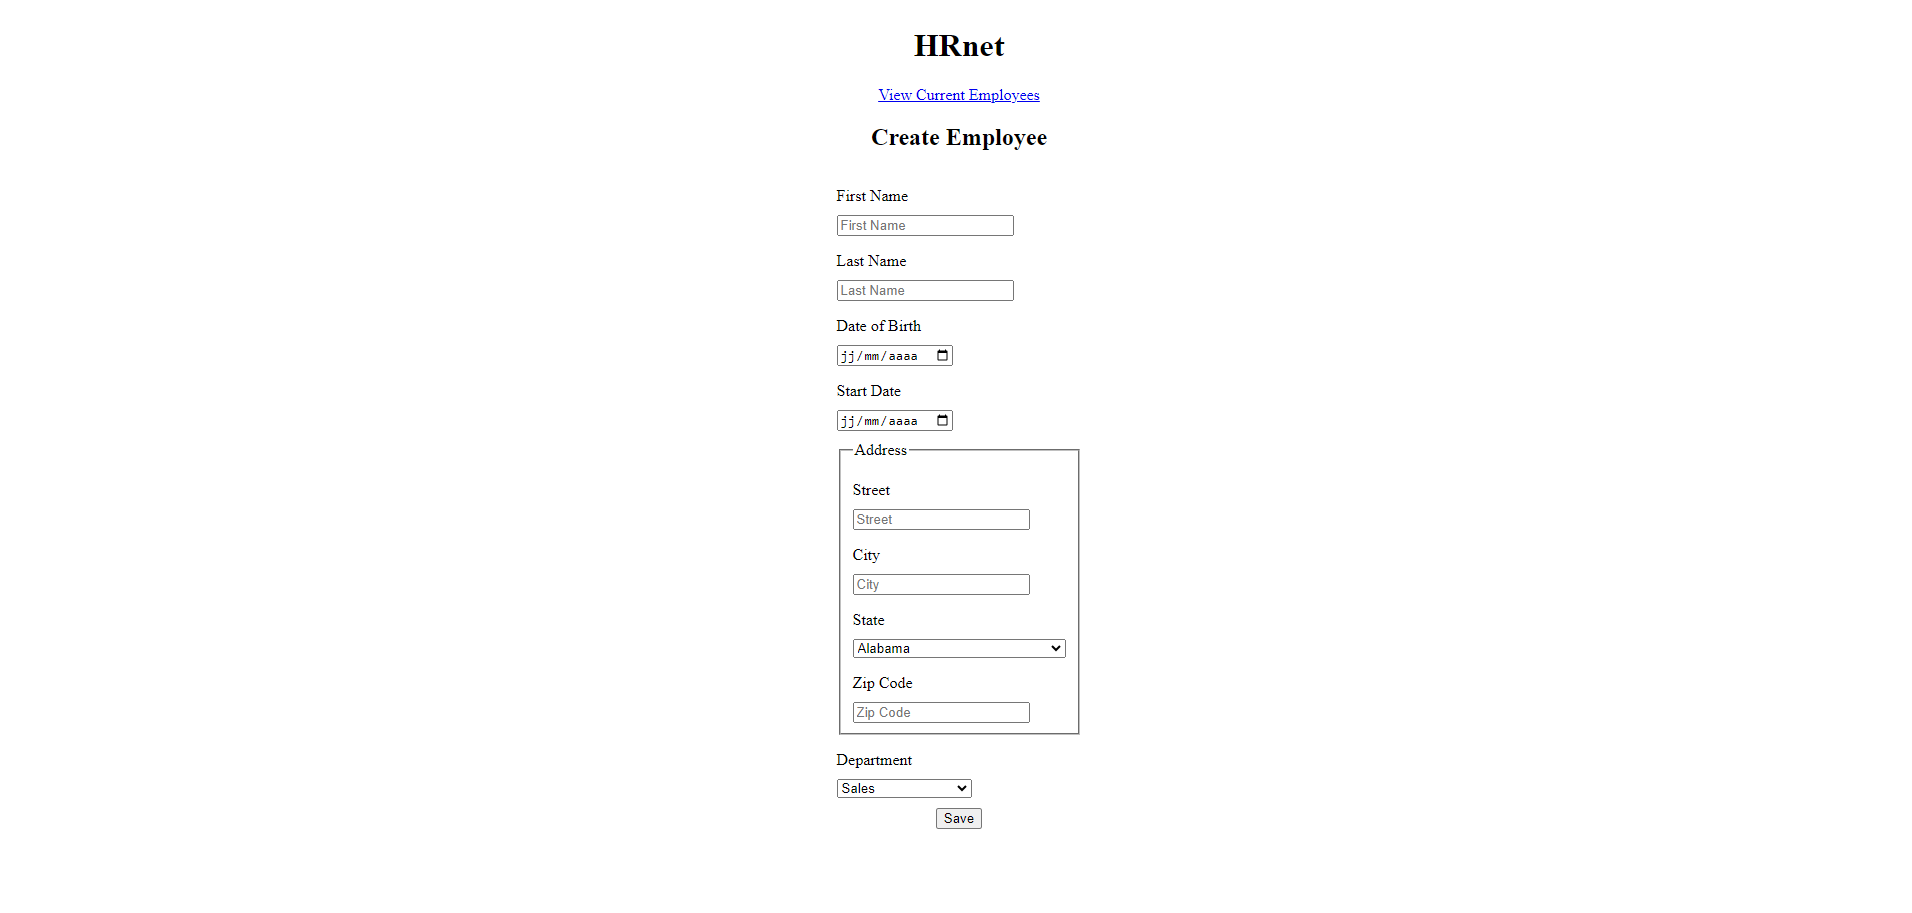 HRnet
View Current Employees
Create Employee
First Name
First Name
Last Name
Last Name
Date of Birth
jj/mm/aaaa
Start Date
jj/mm/aaaa
Address
Street
Street
City
City
State
Alabama
Zip Code
Zip Code
Department
Sales
Save